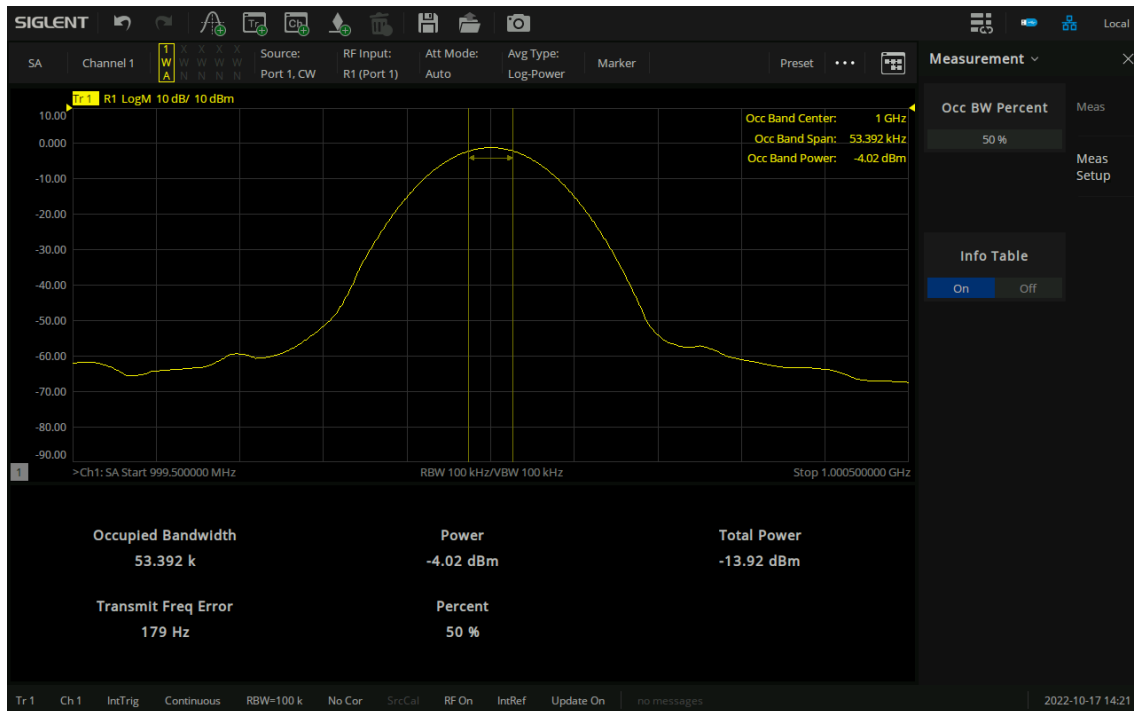 SIGLENT Tr Ch Local
SA Channel 1 1 X X X X Source: RF Input: Att Mode: Avg Type: Marker Preset ••• Measurement
W W W W W Port 1, CW R1 (Port 1) Auto Log-Power
A N N N N
Tr 1 R1 LogM 10 dB/ 10 dBm
10.00
0.000
-10.00
-20.00
-30.00
-40.00
-50.00
-60.00
-70.00
-80.00
-90.00
Occ Band Center: 1 GHz
Occ Band Span: 53.392 kHz
Occ Band Power: -4.02 dBm
1 >Ch1: SA Start 999.500000 MHz RBW 100 kHz/VBW 100 kHz Stop 1.000500000 GHz
Occ BW Percent
50 %
Meas
Meas
Setup
Info Table
On Off
Occupied Bandwidth Power Total Power
53.392 k -4.02 dBm -13.92 dBm
Transmit Freq Error Percent
179 Hz 50 %
Tr 1 Ch 1 IntTrig Continuous RBW=100 k No Cor SrcCal RF On IntRef Update On no messages 2022-10-17 14:21